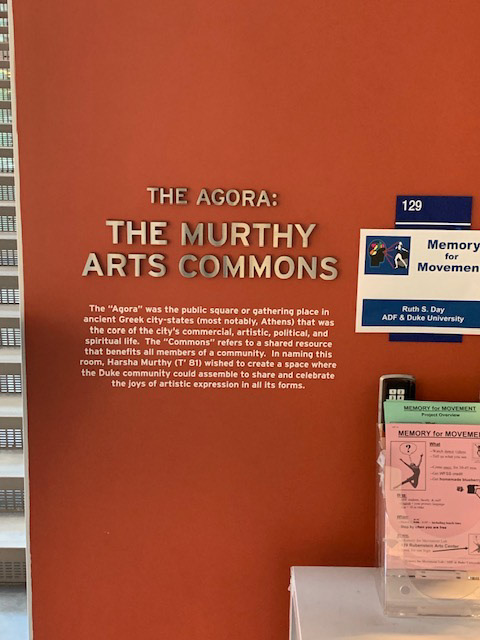 THE AGORA:
THE MURTHY
ARTS COMMONS
The "Agora" was the public square or gathering place in
ancient Greek city-states (most notably, Athens) that was
the core of the city's commercial, artistic, political, and
spiritual life. The "Commons" refers to a shared resource
that benefits all members of a community. In naming this
room, Harsha Murthy (T' 81) wished to create a space where
the Duke community could assemble to share and celebrate
the joys of artistic expression in all its forms.
129
Memory
for
Movemen
Ruth S. Day
ADF & Duke University
MEMORY for MOVEMENT
Project Overview
MEMORY for MOVEME
What